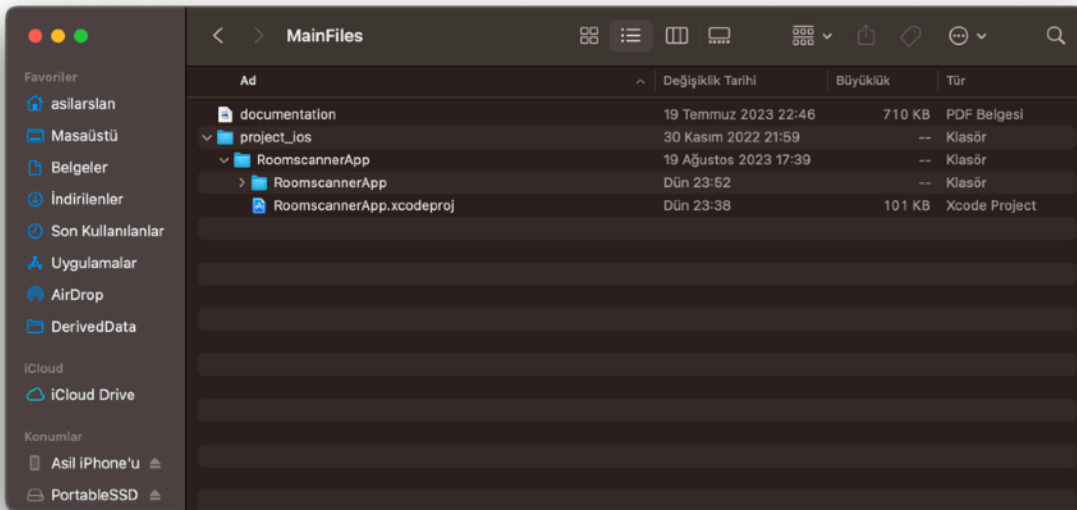 MainFiles
Favoriler
asilarslan
Masaüstü
Belgeler
İndirilenler
Son Kullanılanlar
Uygulamalar
AirDrop
DerivedData
iCloud
iCloud Drive
Konumlar
Asil iPhone'u
PortableSSD
Ad Değişiklik Tarihi Büyüklük Tür
documentation 19 Temmuz 2023 22:46 710 KB PDF Belgesi
project_ios 30 Kasım 2022 21:59 -- Klasör
RoomscannerApp 19 Ağustos 2023 17:39 -- Klasör
RoomscannerApp Dün 23:52 -- Klasör
RoomscannerApp.xcodeproj Dün 23:38 101 KB Xcode Project